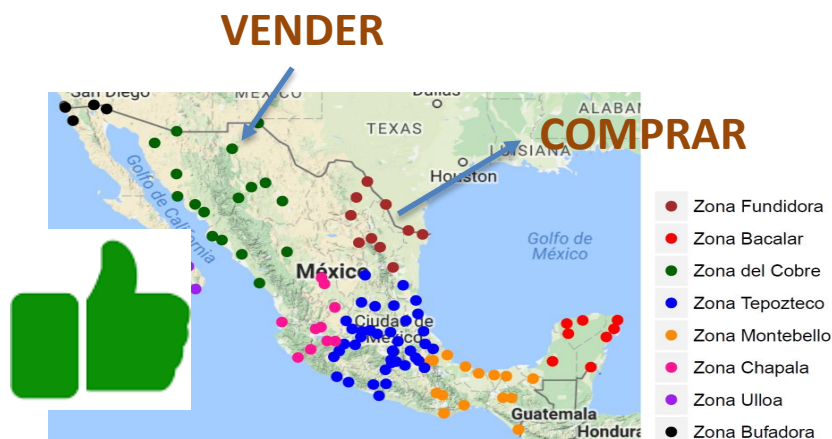 VENDER
San Diego
MÉXICO
Dallas
ALABAM
TEXAS
COMPRAR
LUISIANA
Houston
Golfo de California
Golfo de
México
México
Ciudad de
México
Guatemala
Hondura
Zona Fundidora
Zona Bacalar
Zona del Cobre
Zona Tepozteco
Zona Montebello
Zona Chapala
Zona Ulloa
Zona Bufadora